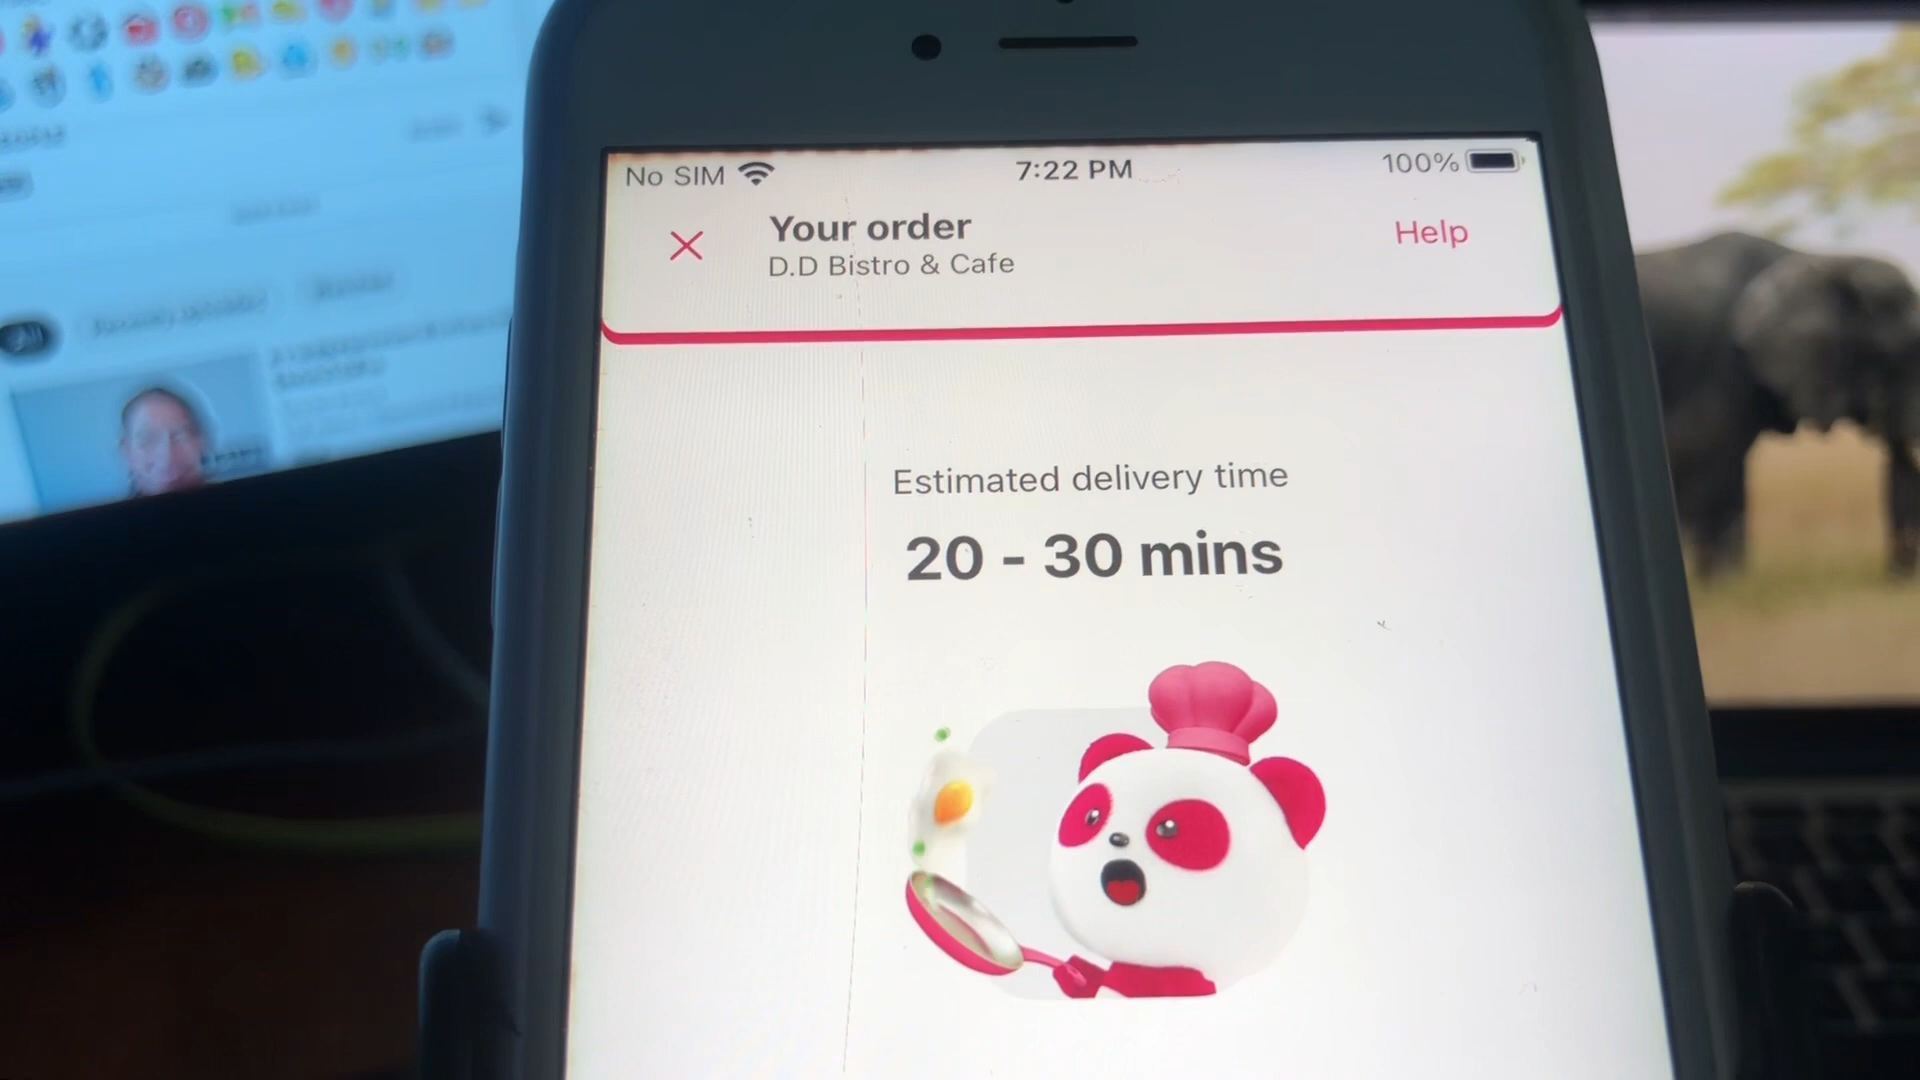 No SIM 7:22 PM 100%
Your order
Help
D.D Bistro & Cafe
Estimated delivery time
20 - 30 mins